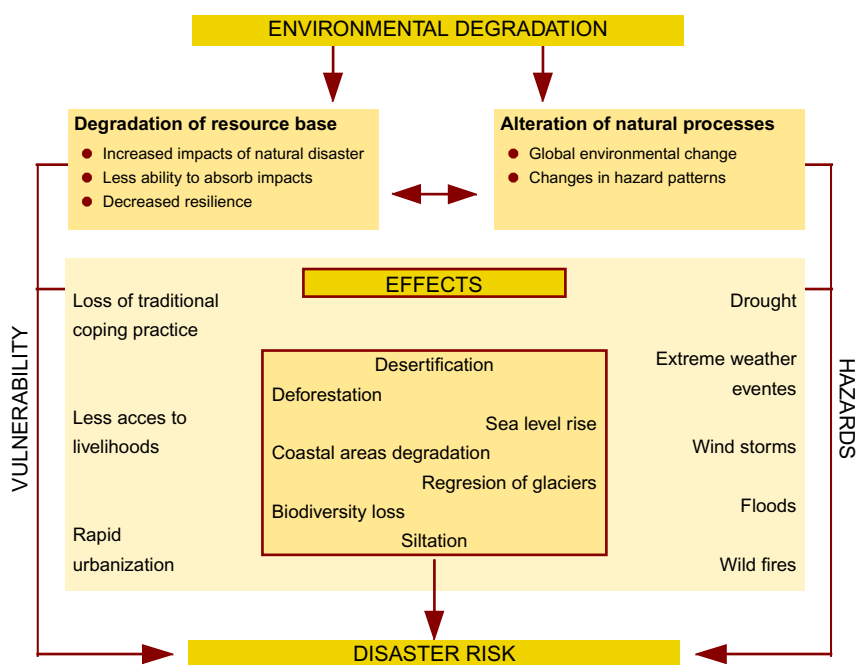 ENVIRONMENTAL DEGRADATION
Degradation of resource base
Increased impacts of natural disaster
Less ability to absorb impacts
Decreased resilience
Alteration of natural processes
Global environmental change
Changes in hazard patterns
VULNERABILITY
EFFECTS
Loss of traditional
coping practice
Less acces to
livelihoods
Rapid
urbanization
Desertification
Deforestation
Sea level rise
Coastal areas degradation
Regresion of glaciers
Biodiversity loss
Siltation
Drought
Extreme weather
eventes
Wind storms
Floods
Wild fires
HAZARDS
DISASTER RISK